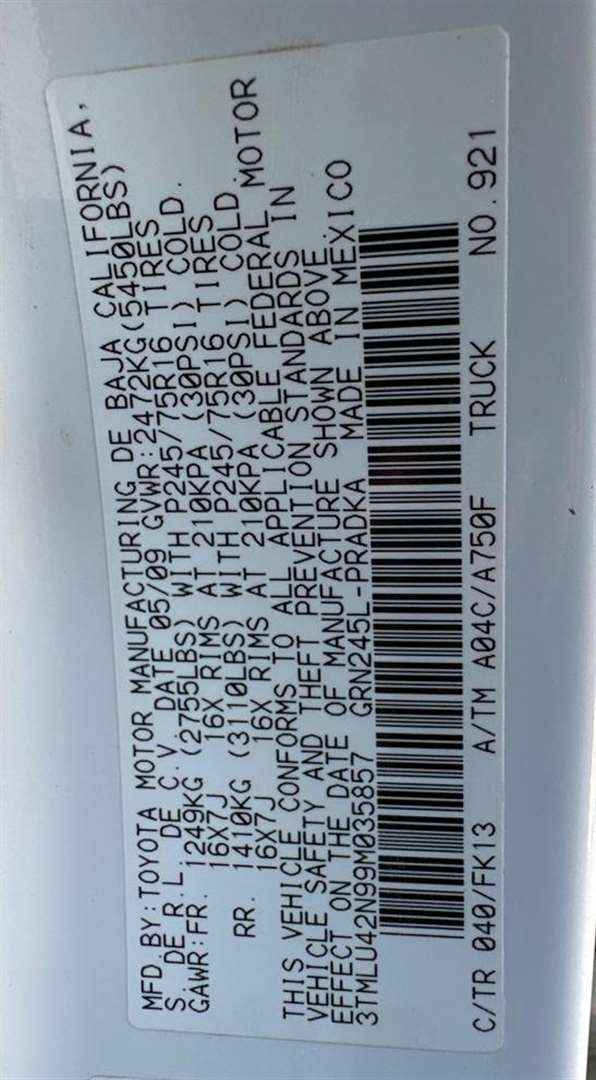 MFD.BY:TOYOTA MOTOR MANUFACTURING DE BAJA CALIFORNIA,
S. DE R.L. DE C.V. DATE 05/09 GVWR:2472KG(5450LBS)
GAWR:FR. 1249KG (2755LBS) WITH P245/75R16 TIRES
16X7J 16X RIMS AT 210KPA (30PSI) COLD.
RR. 1410KG (3110LBS) WITH P245/75R16 TIRES
16X7J 16X RIMS AT 210KPA (30PSI) COLD.
THIS VEHICLE CONFORMS TO ALL APPLICABLE FEDERAL MOTOR
VEHICLE SAFETY AND THEFT PREVENTION STANDARDS IN
EFFECT ON THE DATE OF MANUFACTURE SHOWN ABOVE.
3TMLU42N99M035857 GRN245L-PRADKA MADE IN MEXICO
C/TR 040/FK13 A/TM A04C/A750F TRUCK NO.921